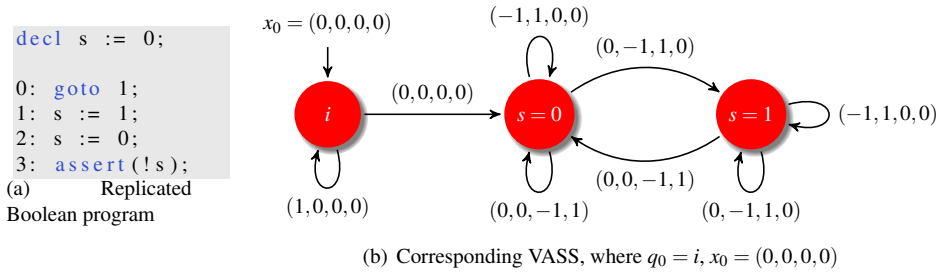 decl s := 0;
0: goto 1;
1: s := 1;
2: s := 0;
3: assert(!s);
(a) Replicated
Boolean program
x₀ = (0,0,0,0)
(−1,1,0,0)
(0,−1,1,0)
(0,0,0,0)
i
s = 0
s = 1
(−1,1,0,0)
(0,0,−1,1)
(1,0,0,0)
(0,0,−1,1)
(0,−1,1,0)
(b) Corresponding VASS, where q₀ = i, x₀ = (0,0,0,0)